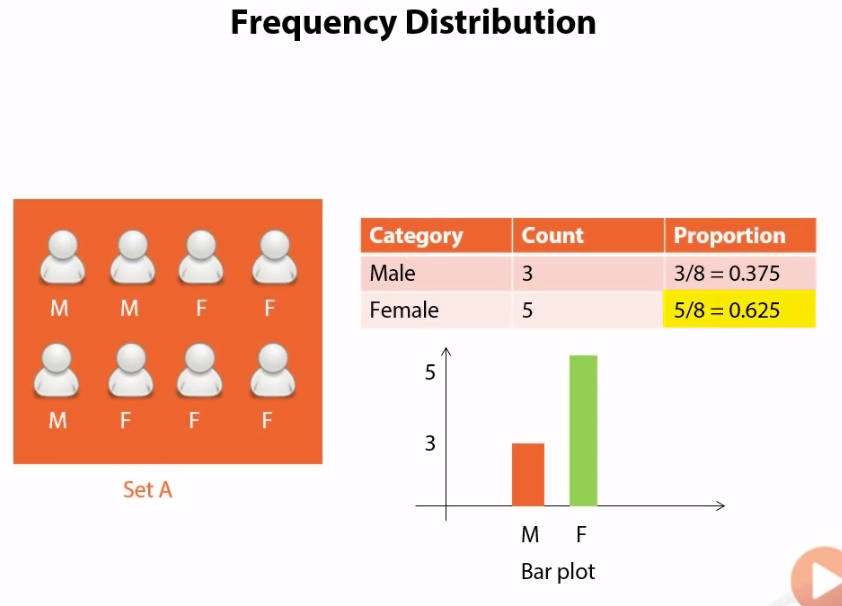 Frequency Distribution
M M F F
M F F F
Set A
Category Count Proportion
Male 3 3/8 = 0.375
Female 5 5/8 = 0.625
5
3
M F
Bar plot